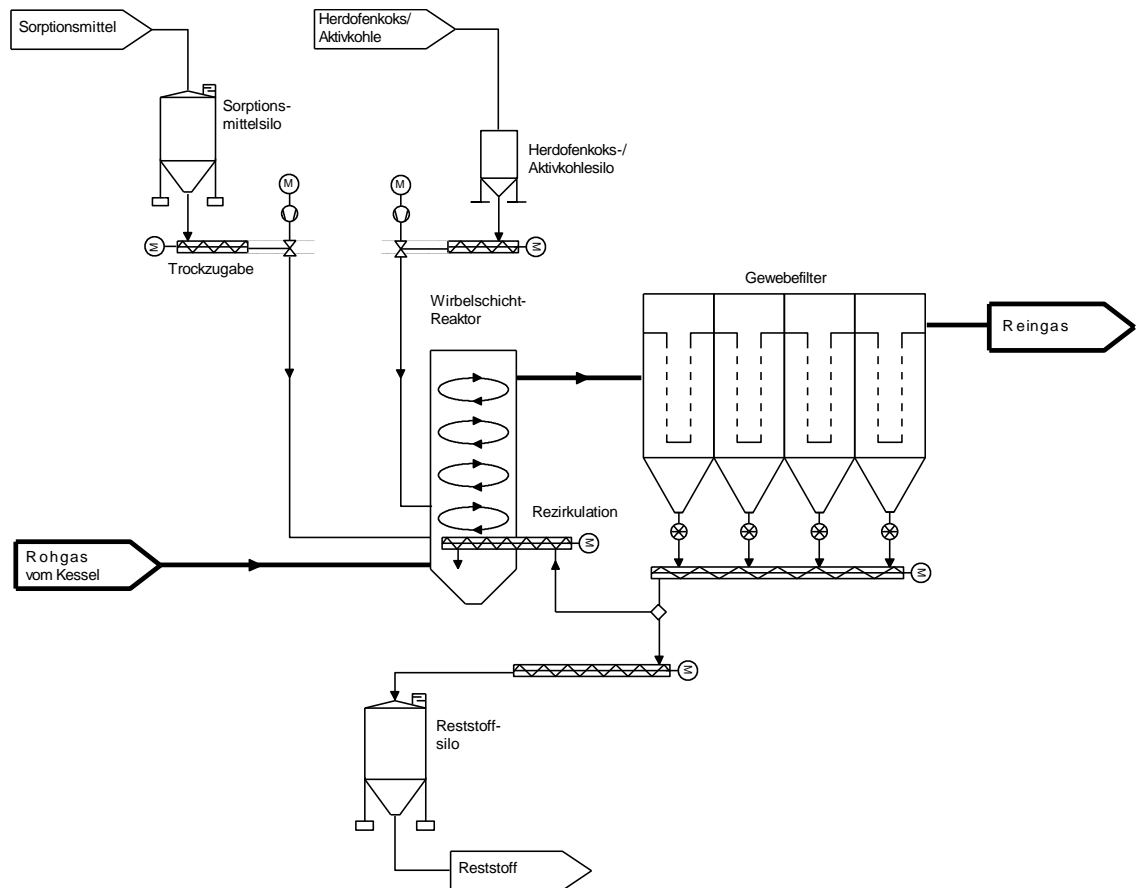 Sorptionsmittel
Herdofenkoks/
Aktivkohle
Sorptions-
mittelsilo
Herdofenkoks-/
Aktivkohlesilo
M
M
M
M
Trockzugabe
Gewebefilter
Wirbelschicht-
Reaktor
Reingas
Rezirkulation
M
Rohgas
vom Kessel
M
M
Reststoff-
silo
Reststoff